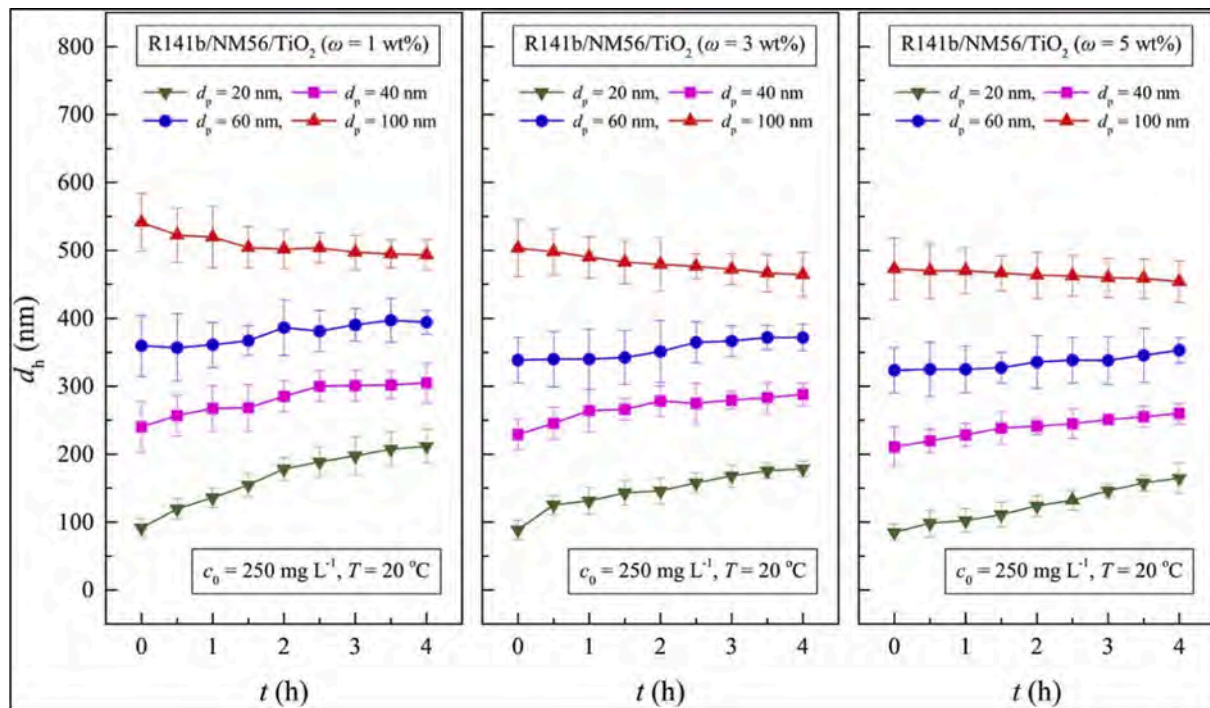 R141b/NM56/TiO₂ (ω = 1 wt%)
R141b/NM56/TiO₂ (ω = 3 wt%)
R141b/NM56/TiO₂ (ω = 5 wt%)
dₚ = 20 nm, dₚ = 40 nm
dₚ = 60 nm, dₚ = 100 nm
dₚ = 20 nm, dₚ = 40 nm
dₚ = 60 nm, dₚ = 100 nm
dₚ = 20 nm, dₚ = 40 nm
dₚ = 60 nm, dₚ = 100 nm
800
700
600
500
400
300
200
100
0
dₕ (nm)
c₀ = 250 mg L⁻¹, T = 20 °C
c₀ = 250 mg L⁻¹, T = 20 °C
c₀ = 250 mg L⁻¹, T = 20 °C
0 1 2 3 4
0 1 2 3 4
0 1 2 3 4
t (h)
t (h)
t (h)